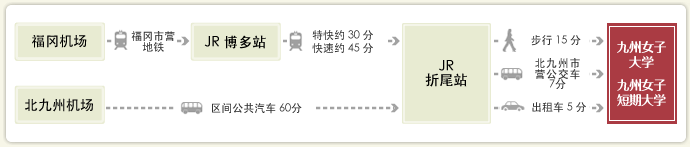 福冈机场
福冈市营
地铁
JR 博多站
特快约 30 分
快速约 45 分
北九州机场
区间公共汽车 60分
JR
折尾站
步行 15 分
北九州市
营公交车
7分
出租车 5 分
九州女子
大学
九州女子
短期大学